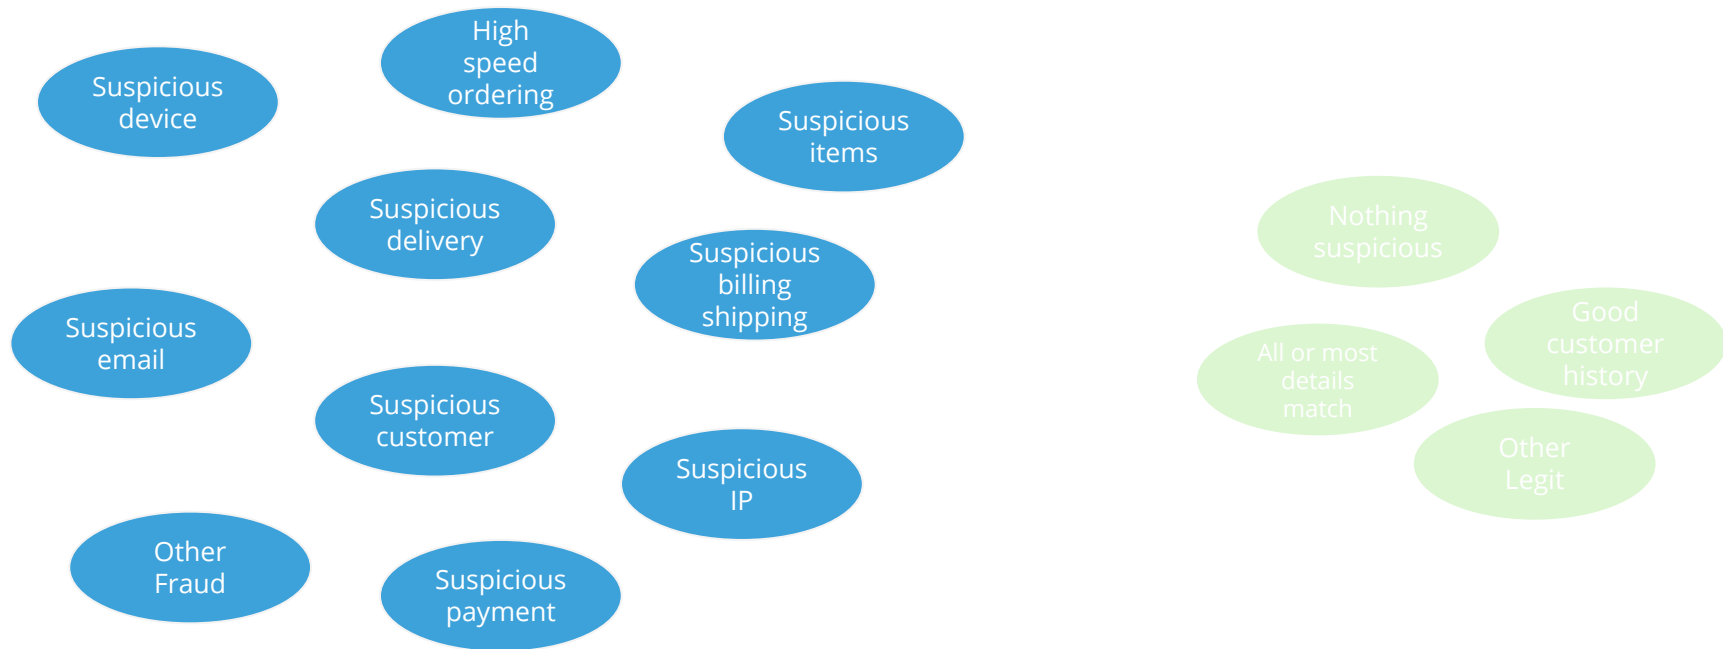 High
speed
ordering
Suspicious
device
Suspicious
items
Suspicious
delivery
Suspicious
billing
shipping
Suspicious
email
Suspicious
customer
Suspicious
IP
Other
Fraud
Suspicious
payment
Nothing
suspicious
Good
customer
history
All or most
details
match
Other
Legit